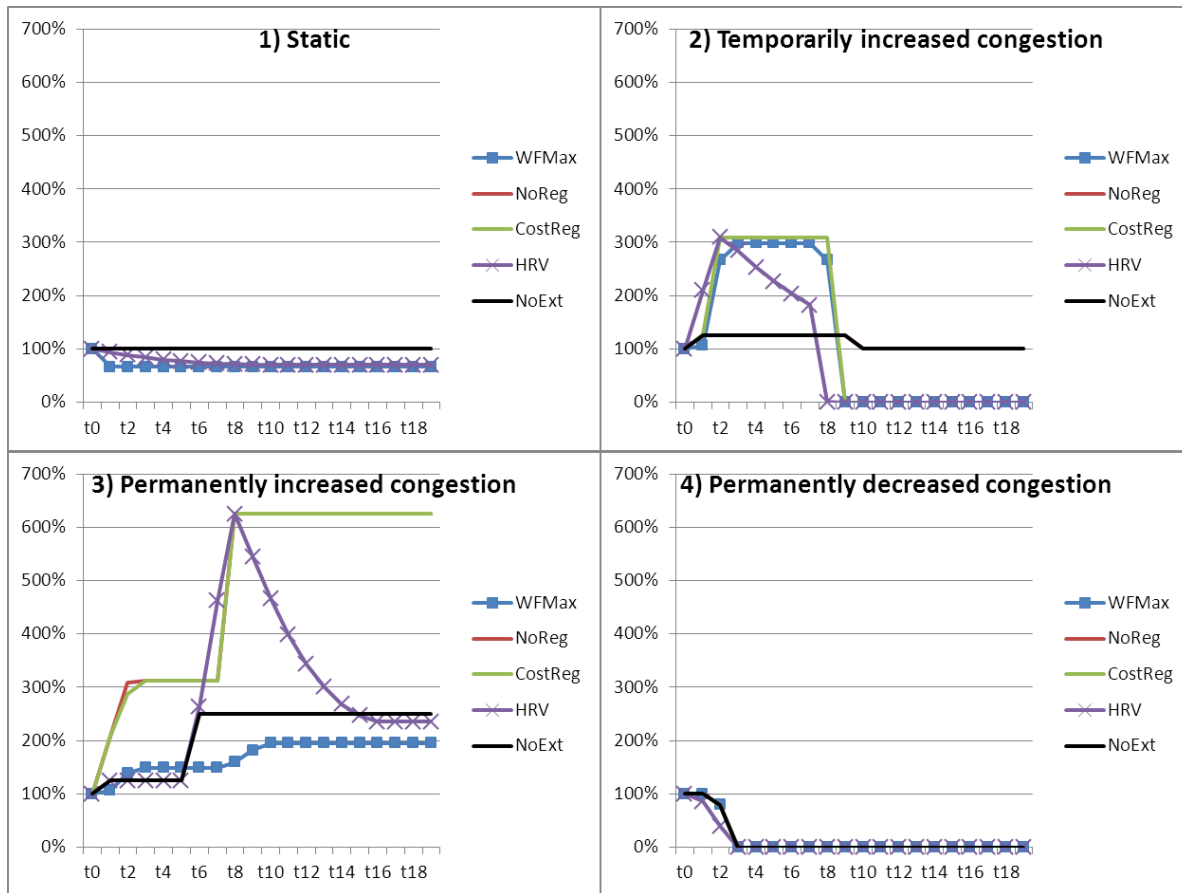 1) Static
700%
600%
500%
400%
300%
200%
100%
0%
t0 t2 t4 t6 t8 t10 t12 t14 t16 t18
WFMax
NoReg
CostReg
HRV
NoExt
2) Temporarily increased congestion
700%
600%
500%
400%
300%
200%
100%
0%
t0 t2 t4 t6 t8 t10 t12 t14 t16 t18
WFMax
NoReg
CostReg
HRV
NoExt
3) Permanently increased congestion
700%
600%
500%
400%
300%
200%
100%
0%
t0 t2 t4 t6 t8 t10 t12 t14 t16 t18
WFMax
NoReg
CostReg
HRV
NoExt
4) Permanently decreased congestion
700%
600%
500%
400%
300%
200%
100%
0%
t0 t2 t4 t6 t8 t10 t12 t14 t16 t18
WFMax
NoReg
CostReg
HRV
NoExt